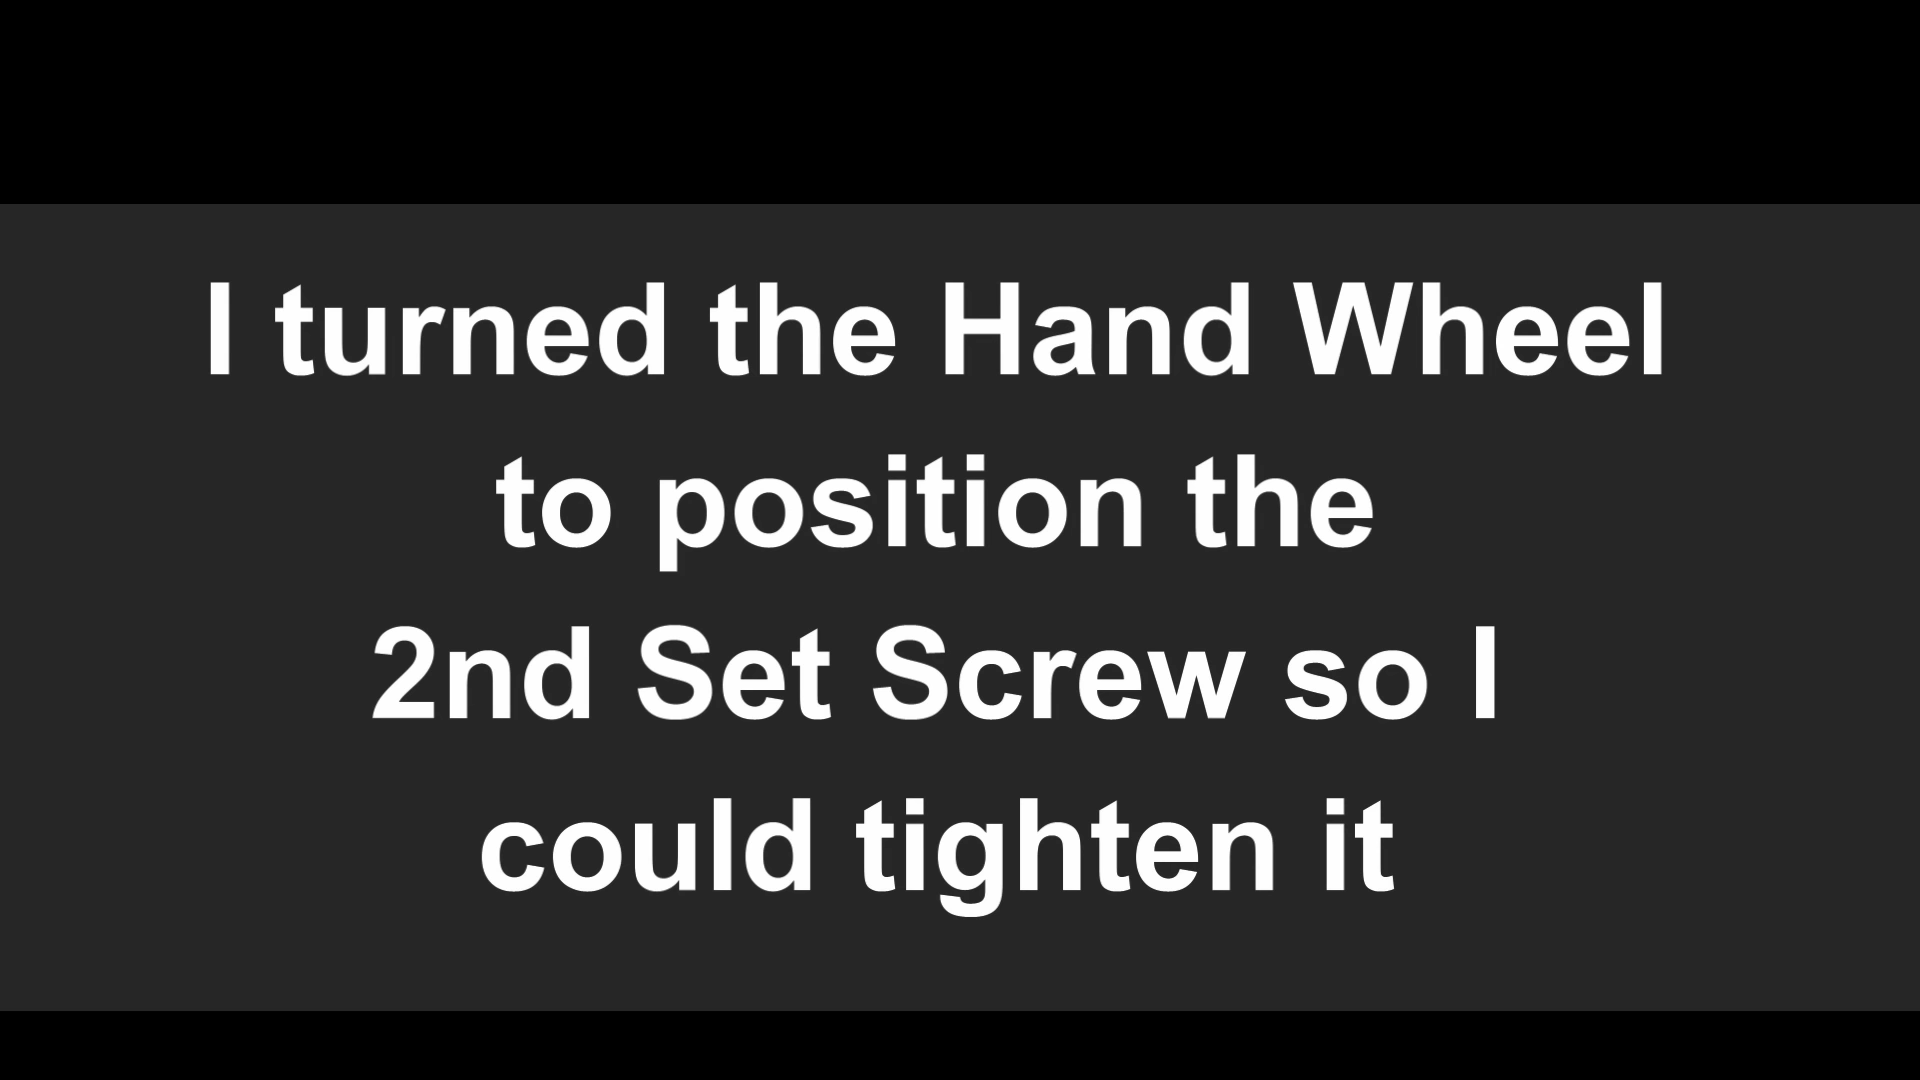 I turned the Hand Wheel
to position the
2nd Set Screw so I
could tighten it